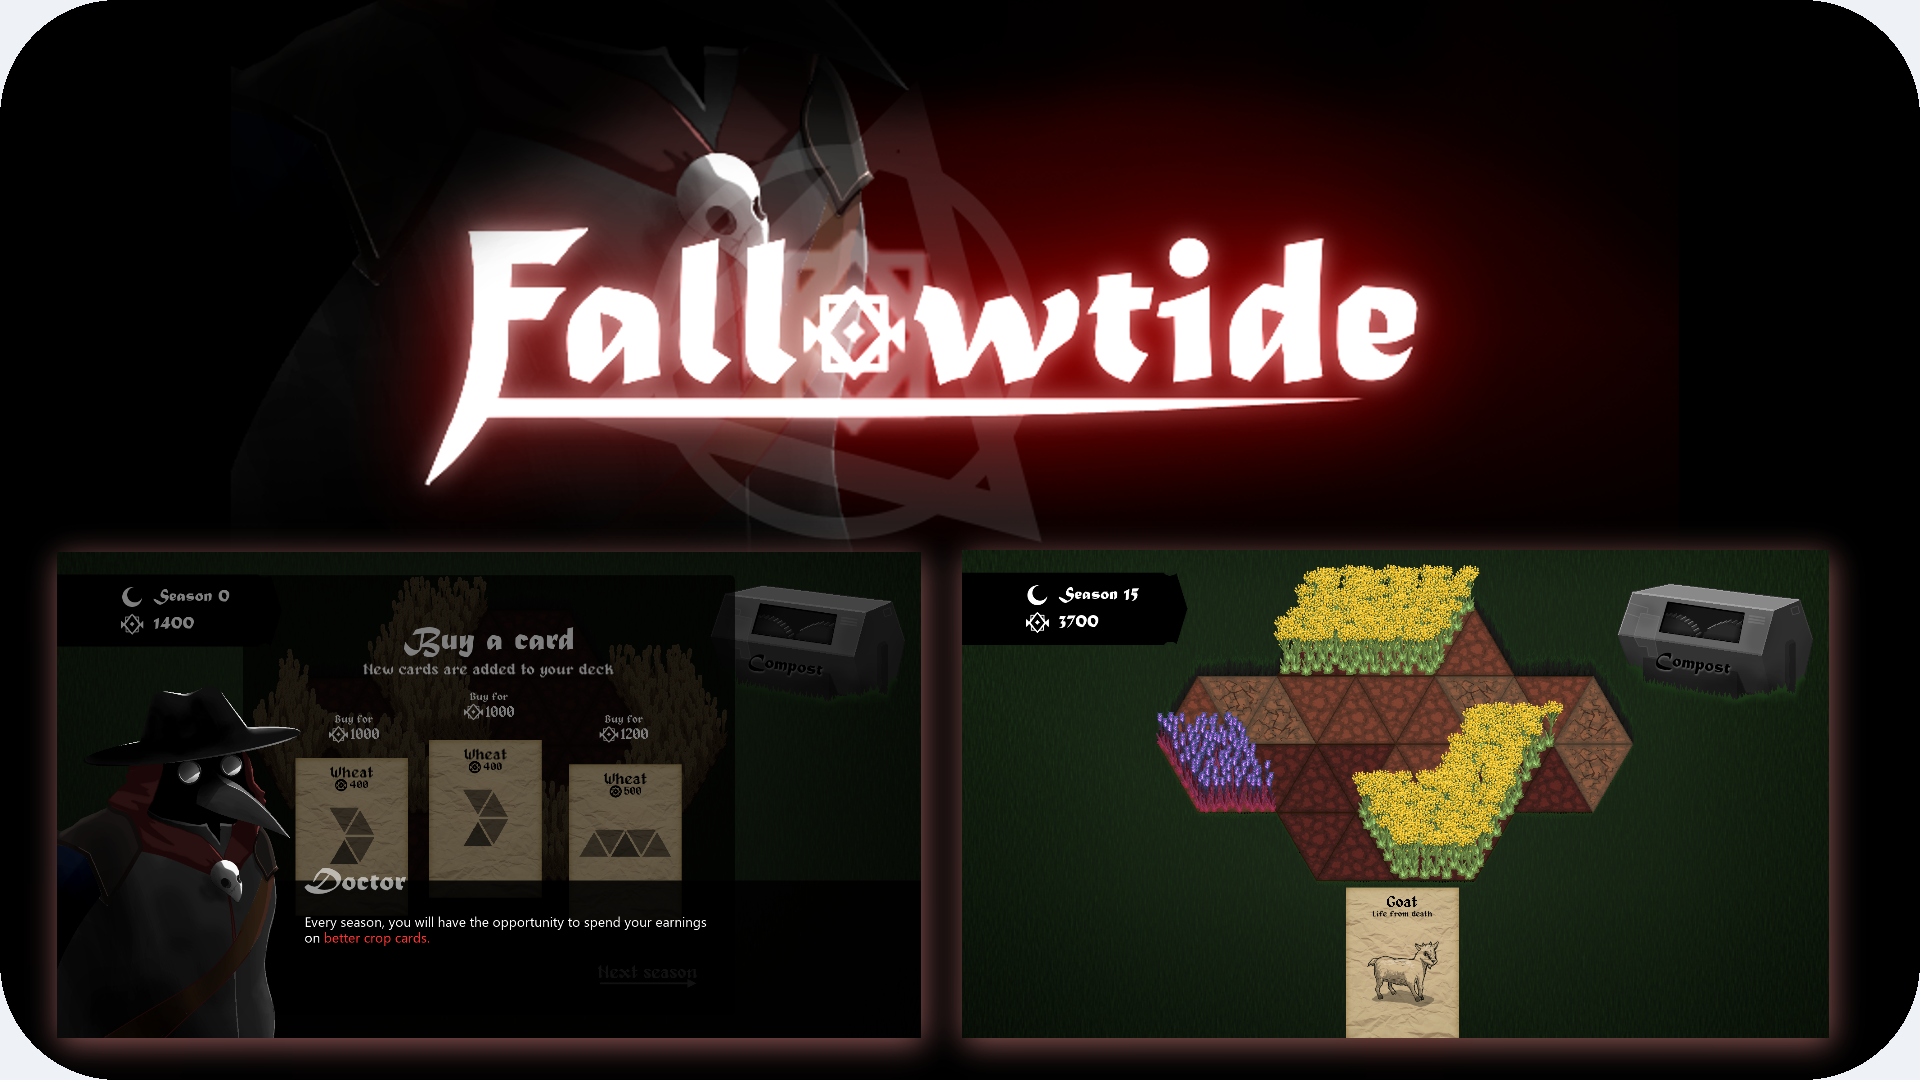 Fallowtide
Season 0
1400
Buy a card
New cards are added to your deck
Buy for
1000
Buy for
1000
Buy for
1200
Wheat
400
Wheat
400
Wheat
500
Compost
Doctor
Every season, you will have the opportunity to spend your earnings
on better crop cards.
Next season
Season 15
3700
Compost
Goat
Life from death